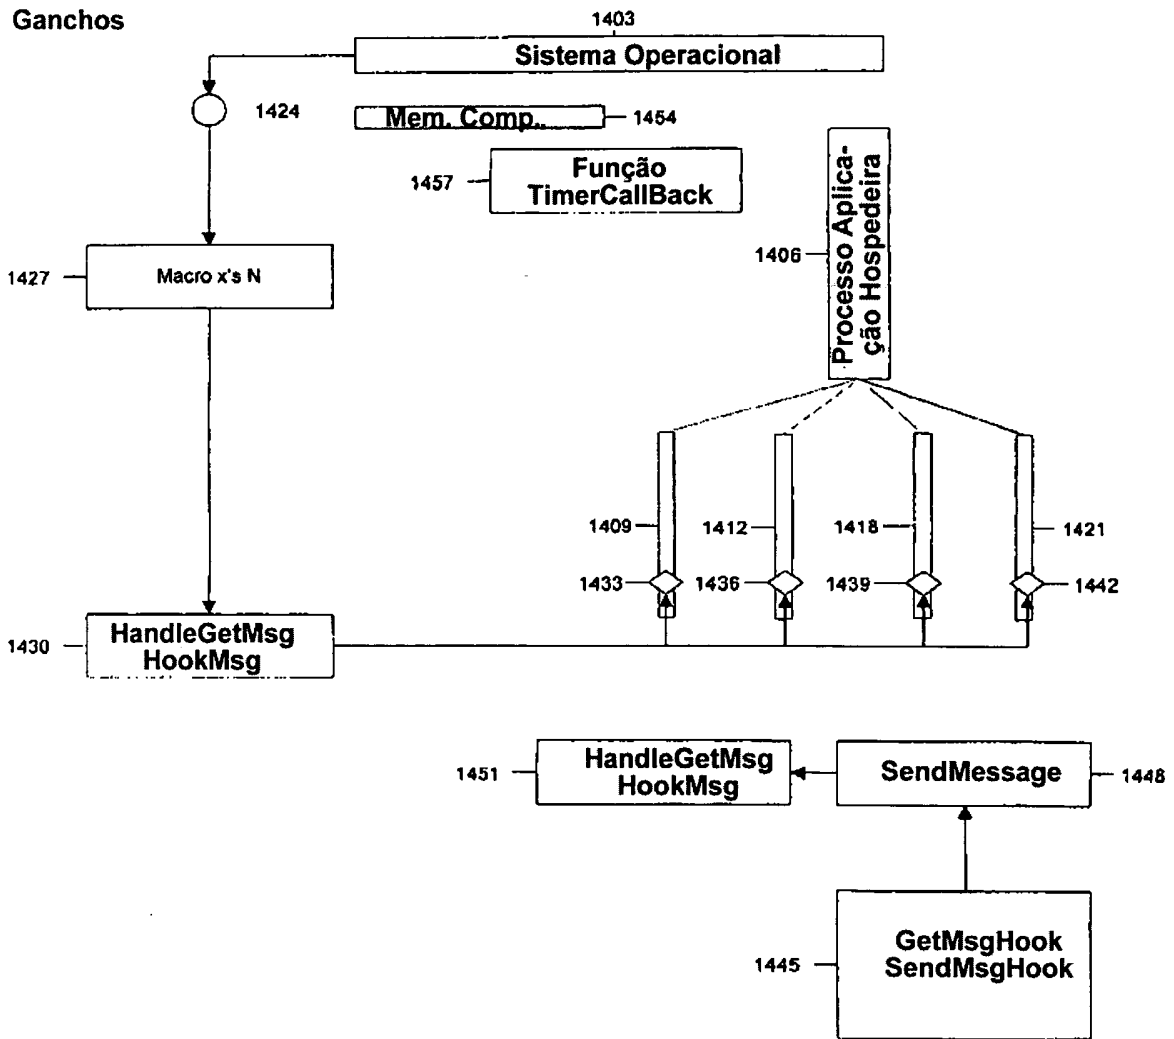 Ganchos
1403
Sistema Operacional
1424
Mem. Comp..
1454
1457
Função
TimerCallBack
1406
Processo Aplica-
ção Hospedeira
1427
Macro x's N
1409
1412
1418
1421
1433
1436
1439
1442
1430
HandleGetMsg
HookMsg
1451
HandleGetMsg
HookMsg
SendMessage
1448
1445
GetMsgHook
SendMsgHook